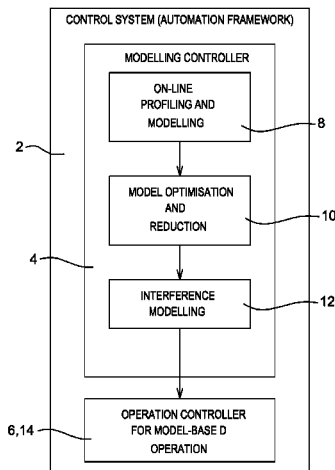 CONTROL SYSTEM (AUTOMATION FRAMEWORK)
MODELLING CONTROLLER
ON-LINE
PROFILING AND
MODELLING
8
2
MODEL OPTIMISATION
AND
REDUCTION
10
4
INTERFERENCE
MODELLING
12
6,14
OPERATION CONTROLLER
FOR MODEL-BASE D
OPERATION